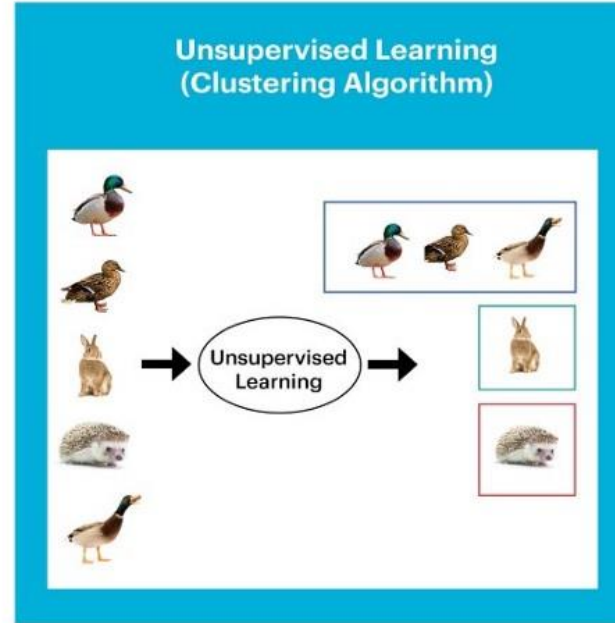 Unsupervised Learning
(Clustering Algorithm)
Unsupervised
Learning